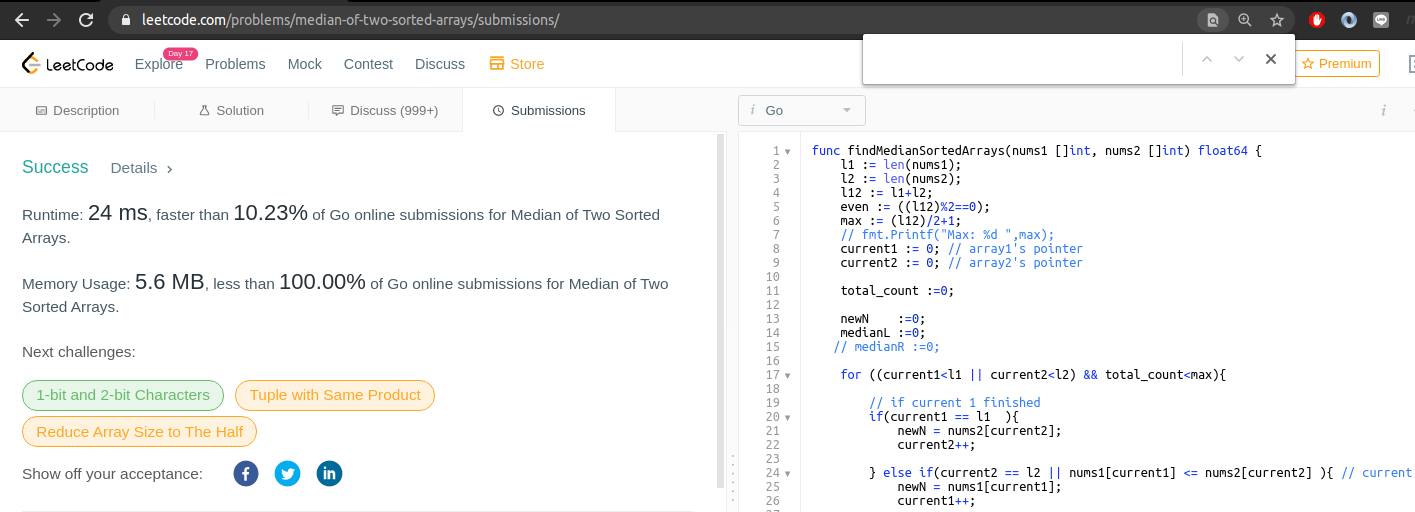 leetcode.com/problems/median-of-two-sorted-arrays/submissions/
LeetCode
Explore
Day 17
Problems
Mock
Contest
Discuss
Store
Premium
Description
Solution
Discuss (999+)
Submissions
Success
Details
Runtime: 24 ms, faster than 10.23% of Go online submissions for Median of Two Sorted
Arrays.
Memory Usage: 5.6 MB, less than 100.00% of Go online submissions for Median of Two
Sorted Arrays.
Next challenges:
1-bit and 2-bit Characters
Tuple with Same Product
Reduce Array Size to The Half
Show off your acceptance:
i Go
i
1 func findMedianSortedArrays(nums1 []int, nums2 []int) float64 {
2 l1 := len(nums1);
3 l2 := len(nums2);
4 l12 := l1+l2;
5 even := ((l12)%2==0);
6 max := (l12)/2+1;
7 // fmt.Printf("Max: %d ",max);
8 current1 := 0; // array1's pointer
9 current2 := 0; // array2's pointer
10
11 total_count :=0;
12
13 newN    :=0;
14 medianL :=0;
15 // medianR :=0;
16
17 for ((current1<l1 || current2<l2) && total_count<max){
18
19 // if current 1 finished
20 if(current1 == l1  ){
21 newN = nums2[current2];
22 current2++;
23
24 } else if(current2 == l2 || nums1[current1] <= nums2[current2] ){ // current
25 newN = nums1[current1];
26 current1++;